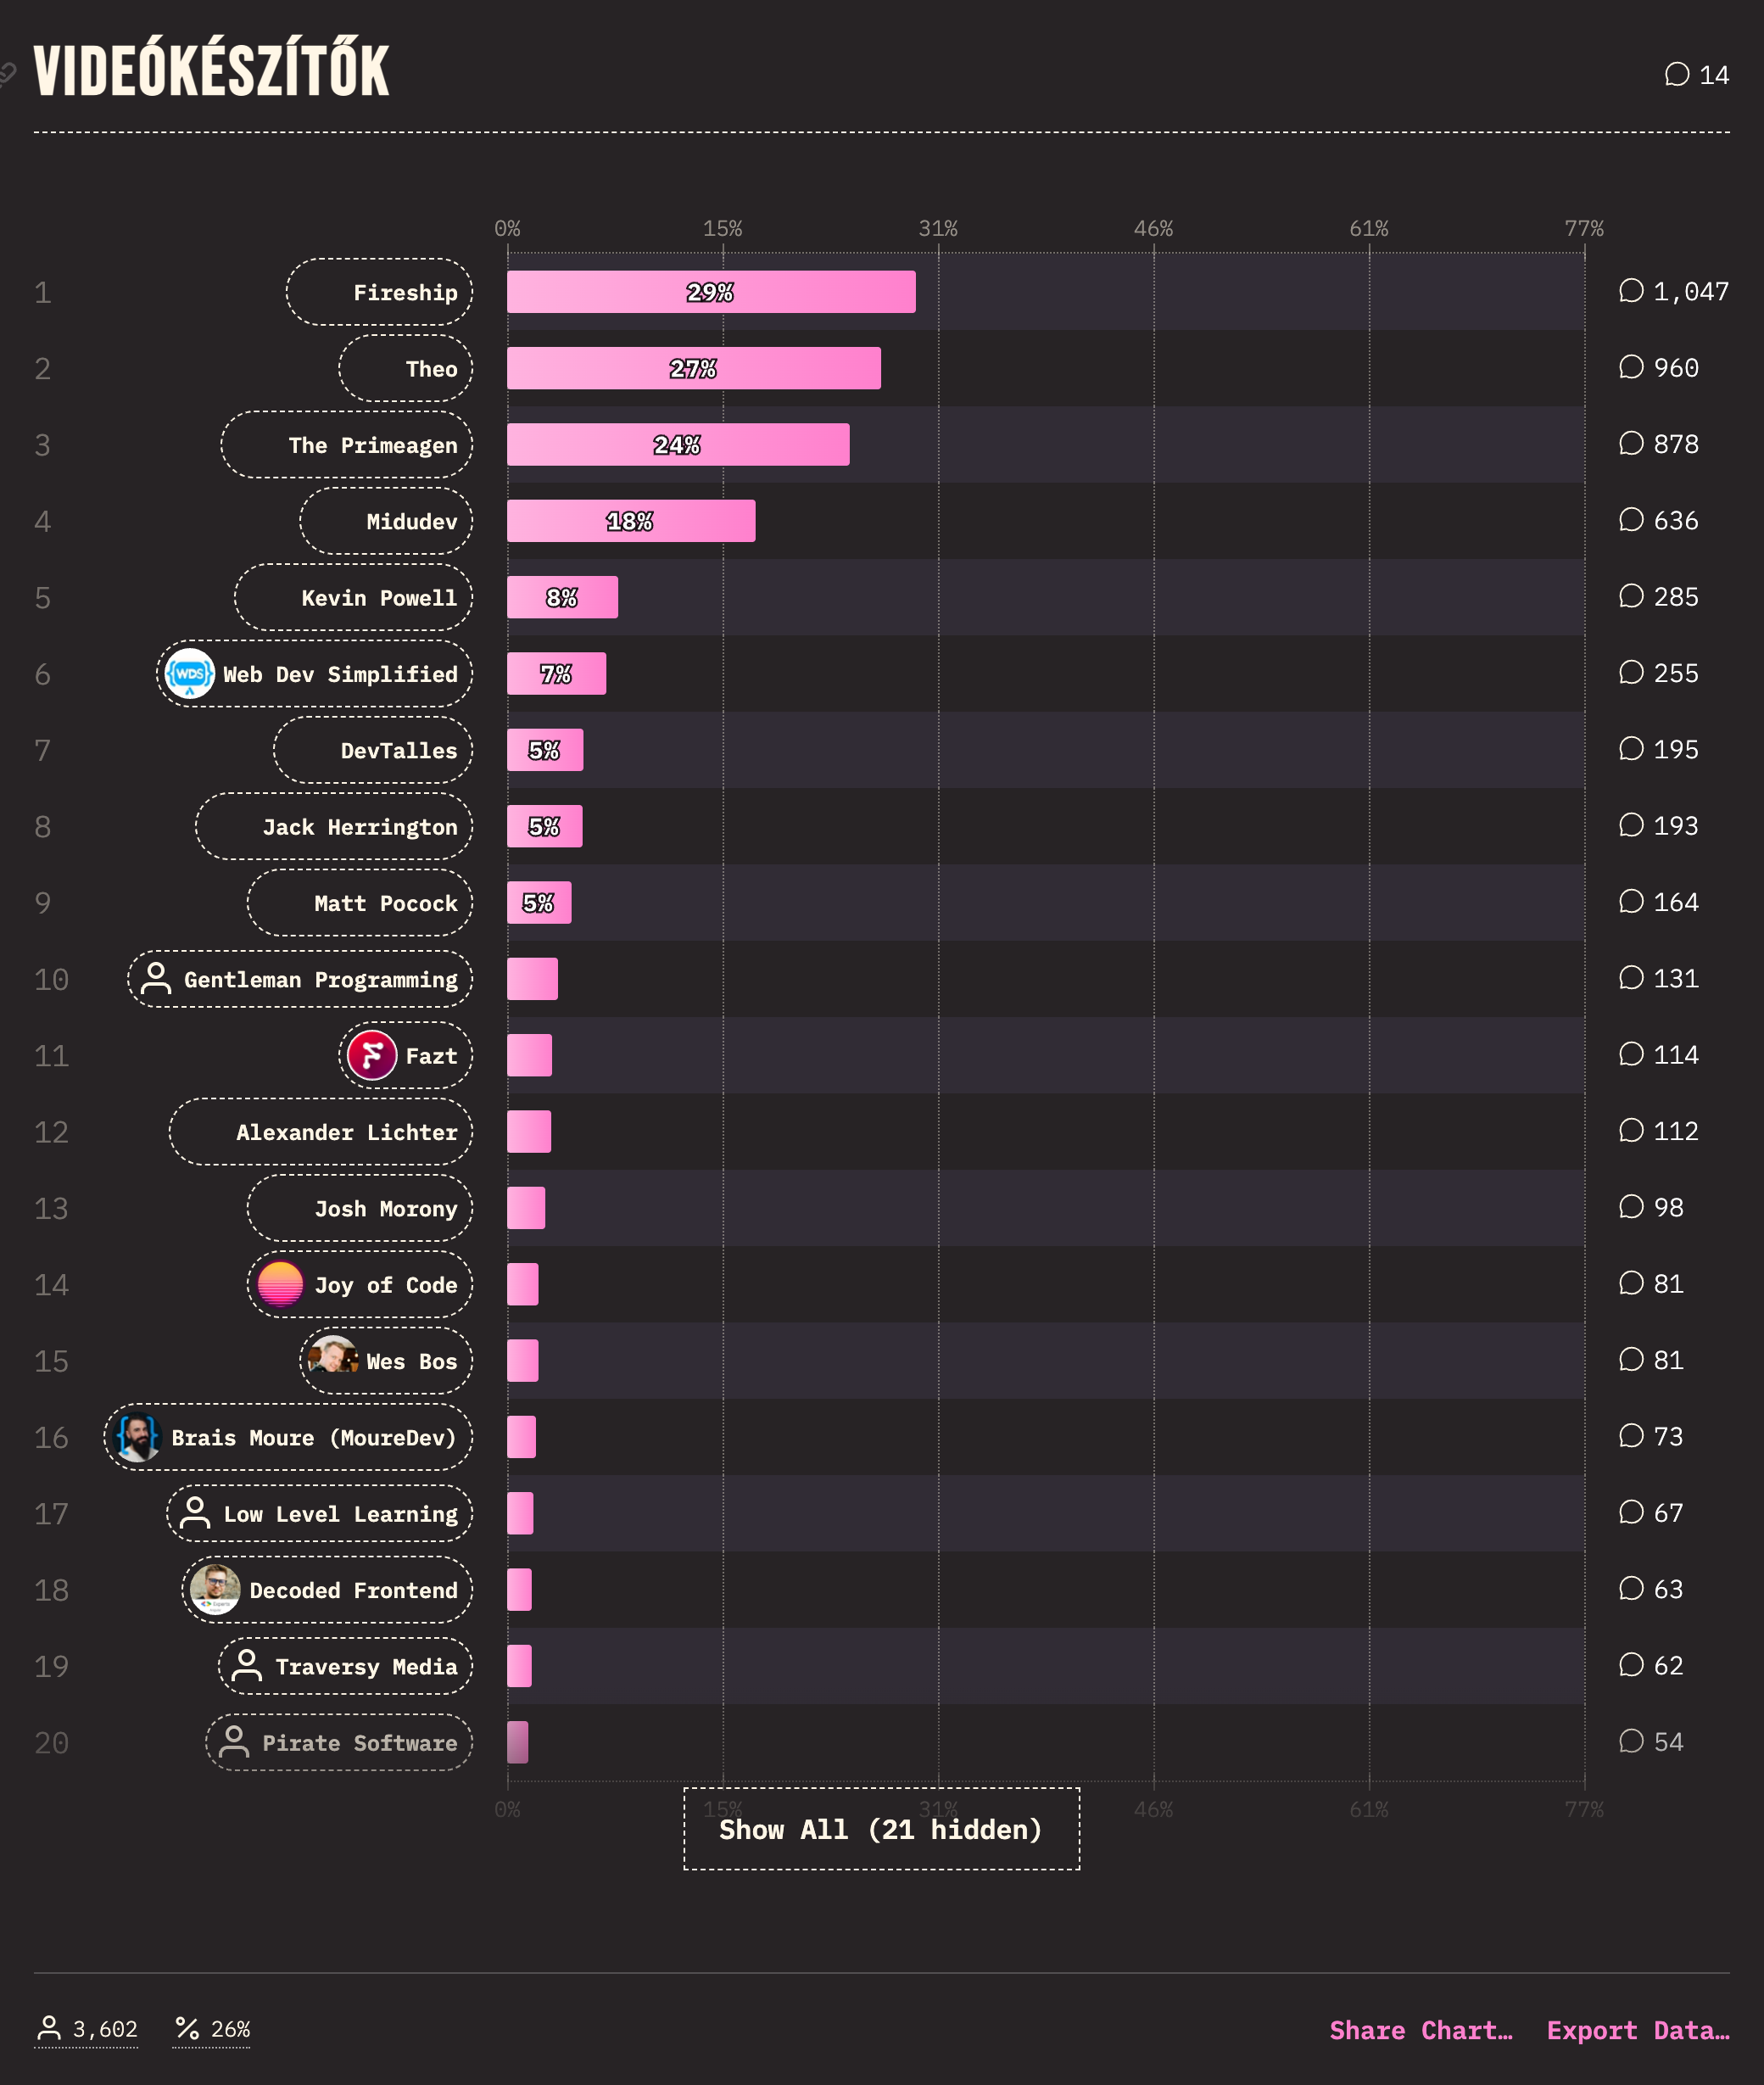 VIDEÓKÉSZÍTŐK
14
0% 15% 31% 46% 61% 77%
1 Fireship 29% 1,047
2 Theo 27% 960
3 The Primeagen 24% 878
4 Midudev 18% 636
5 Kevin Powell 8% 285
6 {WDS} Web Dev Simplified 7% 255
7 DevTalles 5% 195
8 Jack Herrington 5% 193
9 Matt Pocock 5% 164
10 Gentleman Programming 131
11 Fazt 114
12 Alexander Lichter 112
13 Josh Morony 98
14 Joy of Code 81
15 Wes Bos 81
16 Brais Moure (MoureDev) 73
17 Low Level Learning 67
18 Decoded Frontend 63
19 Traversy Media 62
20 Pirate Software 54
0% 15% 31% 46% 61% 77%
Show All (21 hidden)
3,602 26% Share Chart… Export Data…